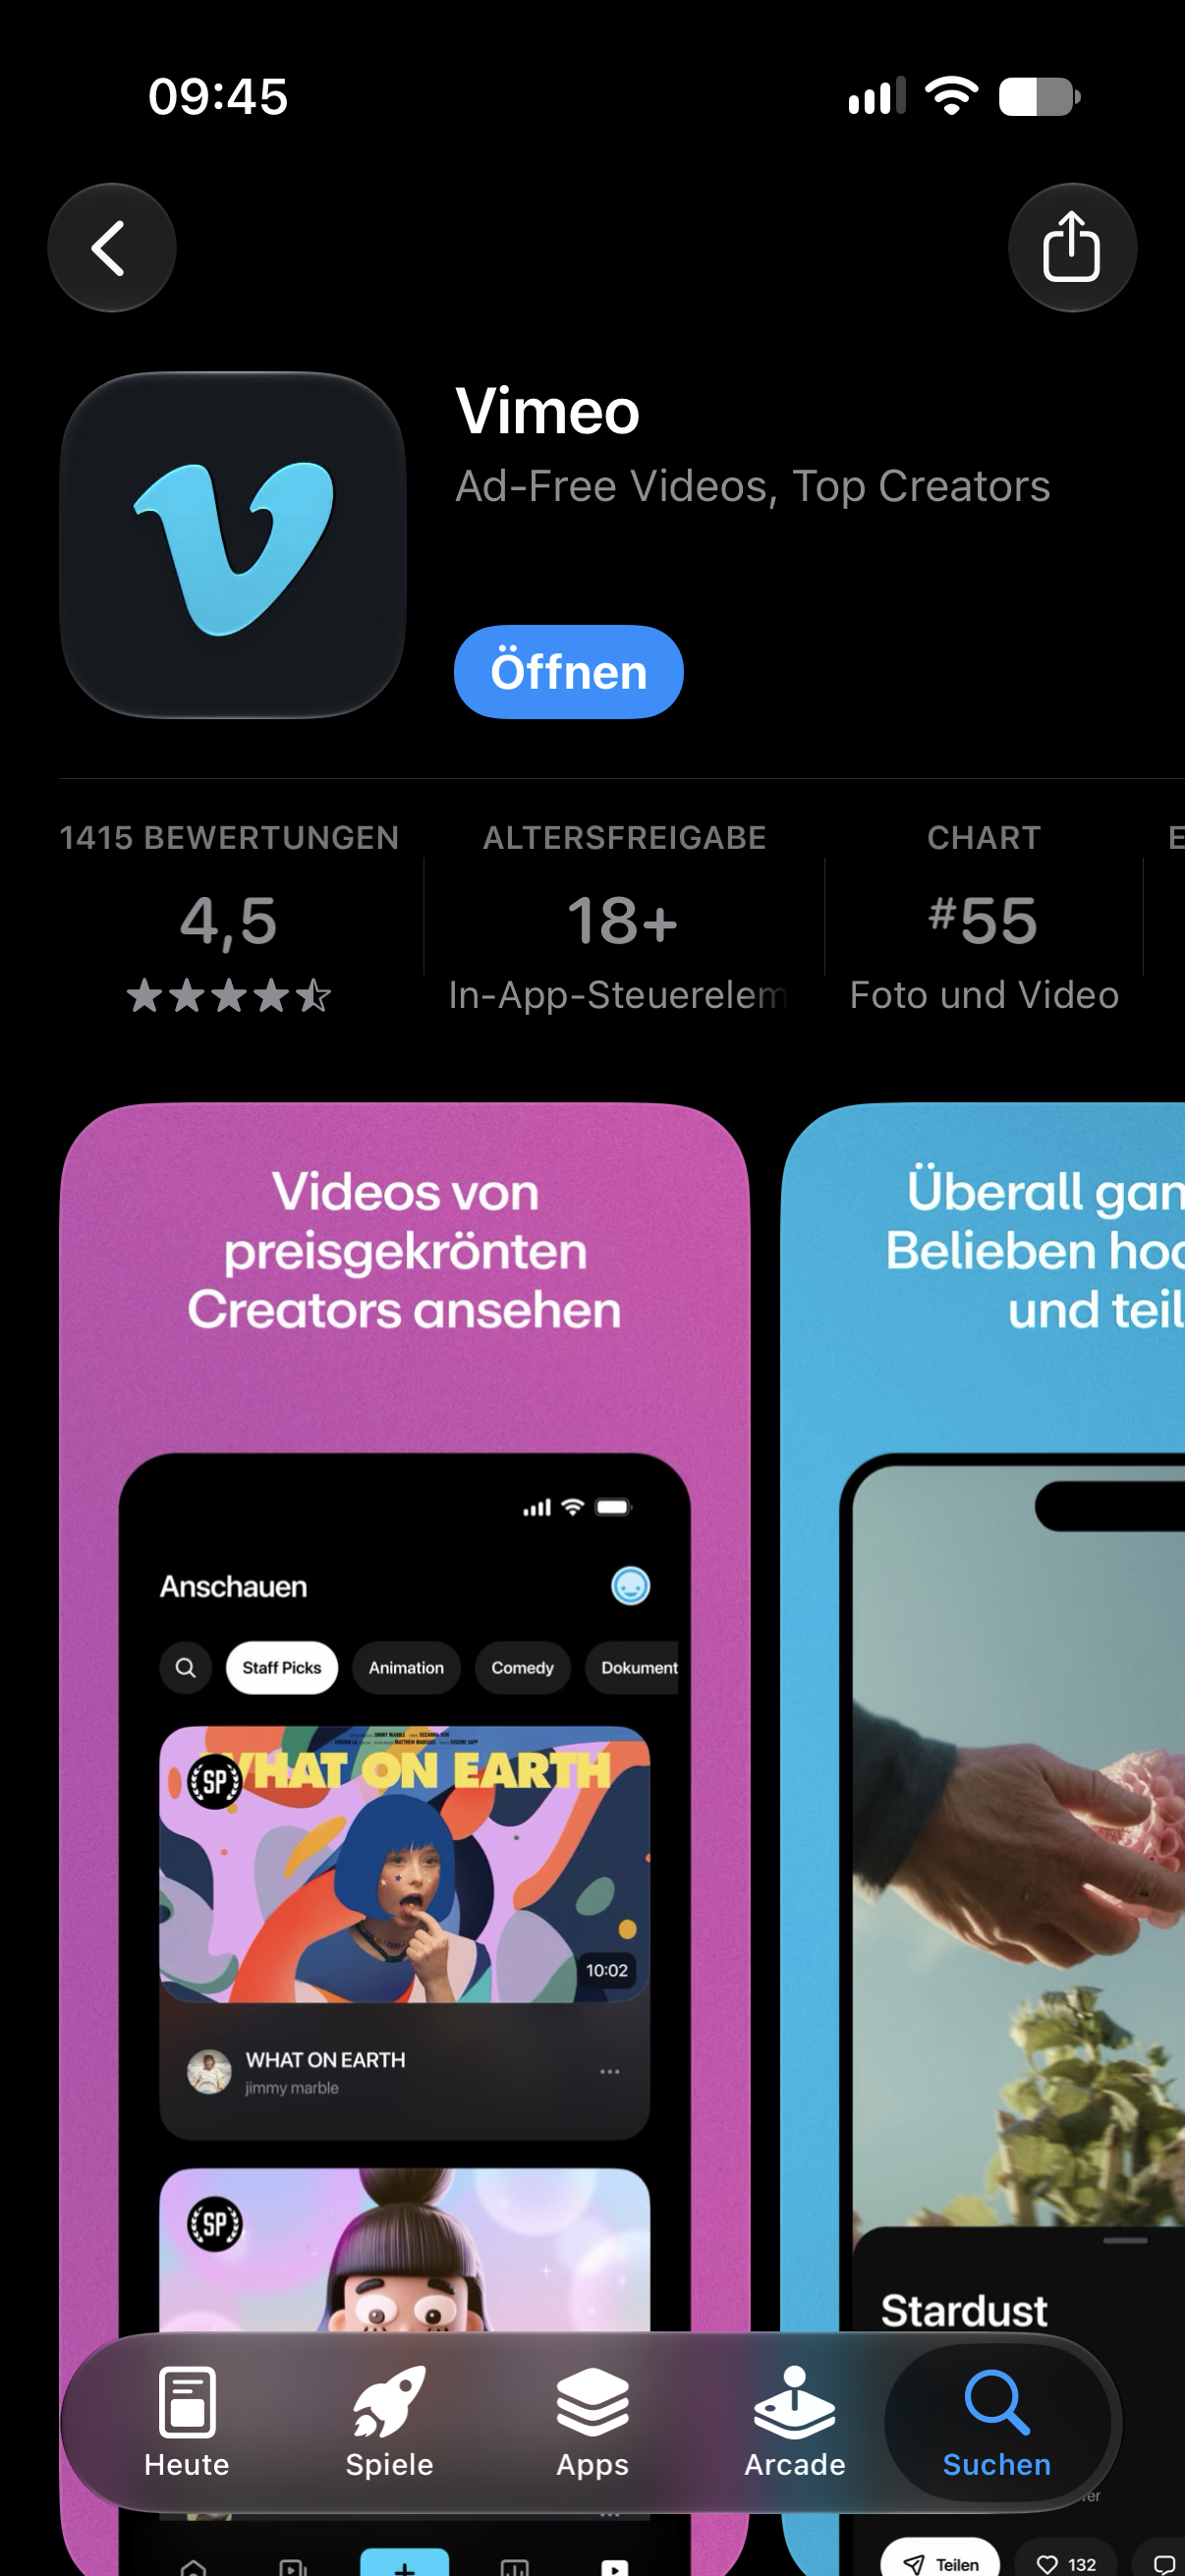 09:45
Vimeo
Ad-Free Videos, Top Creators
Öffnen
1415 BEWERTUNGEN
4,5
ALTERSFREIGABE
18+
In-App-Steuerelem
CHART
#55
Foto und Video
E
Videos von
preisgekrönten
Creators ansehen
Anschauen
Staff Picks
Animation
Comedy
Dokument
WHAT ON EARTH
SP
10:02
WHAT ON EARTH
jimmy marble
SP
Überall gan
Belieben hoc
und teil
Stardust
Teilen
132
Heute
Spiele
Apps
Arcade
Suchen